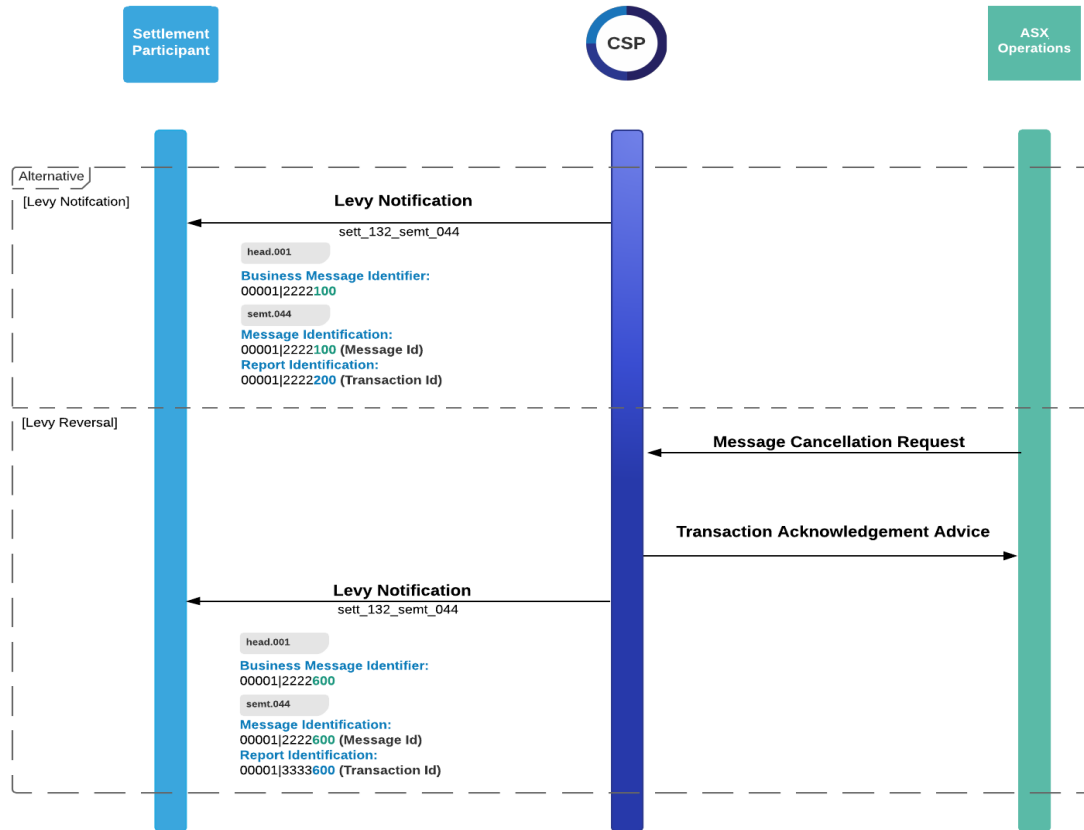 Settlement
Participant
CSP
ASX
Operations
Alternative
[Levy Notifcation]
Levy Notification
sett_132_semt_044
head.001
Business Message Identifier:
00001|2222100
semt.044
Message Identification:
00001|2222100 (Message Id)
Report Identification:
00001|2222200 (Transaction Id)
[Levy Reversal]
Message Cancellation Request
Transaction Acknowledgement Advice
Levy Notification
sett_132_semt_044
head.001
Business Message Identifier:
00001|2222600
semt.044
Message Identification:
00001|2222600 (Message Id)
Report Identification:
00001|3333600 (Transaction Id)